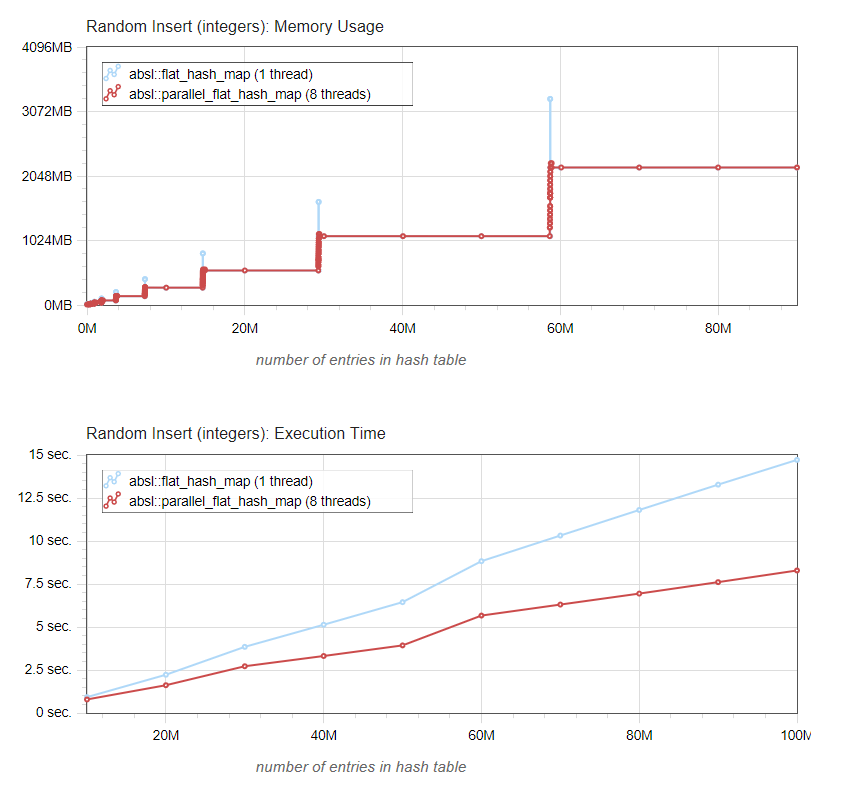 Random Insert (integers): Memory Usage
4096MB
absl::flat_hash_map (1 thread)
absl::parallel_flat_hash_map (8 threads)
3072MB
2048MB
1024MB
0MB
0M 20M 40M 60M 80M
number of entries in hash table
Random Insert (integers): Execution Time
15 sec.
absl::flat_hash_map (1 thread)
12.5 sec.
absl::parallel_flat_hash_map (8 threads)
10 sec.
7.5 sec.
5 sec.
2.5 sec.
0 sec.
20M 40M 60M 80M 100M
number of entries in hash table